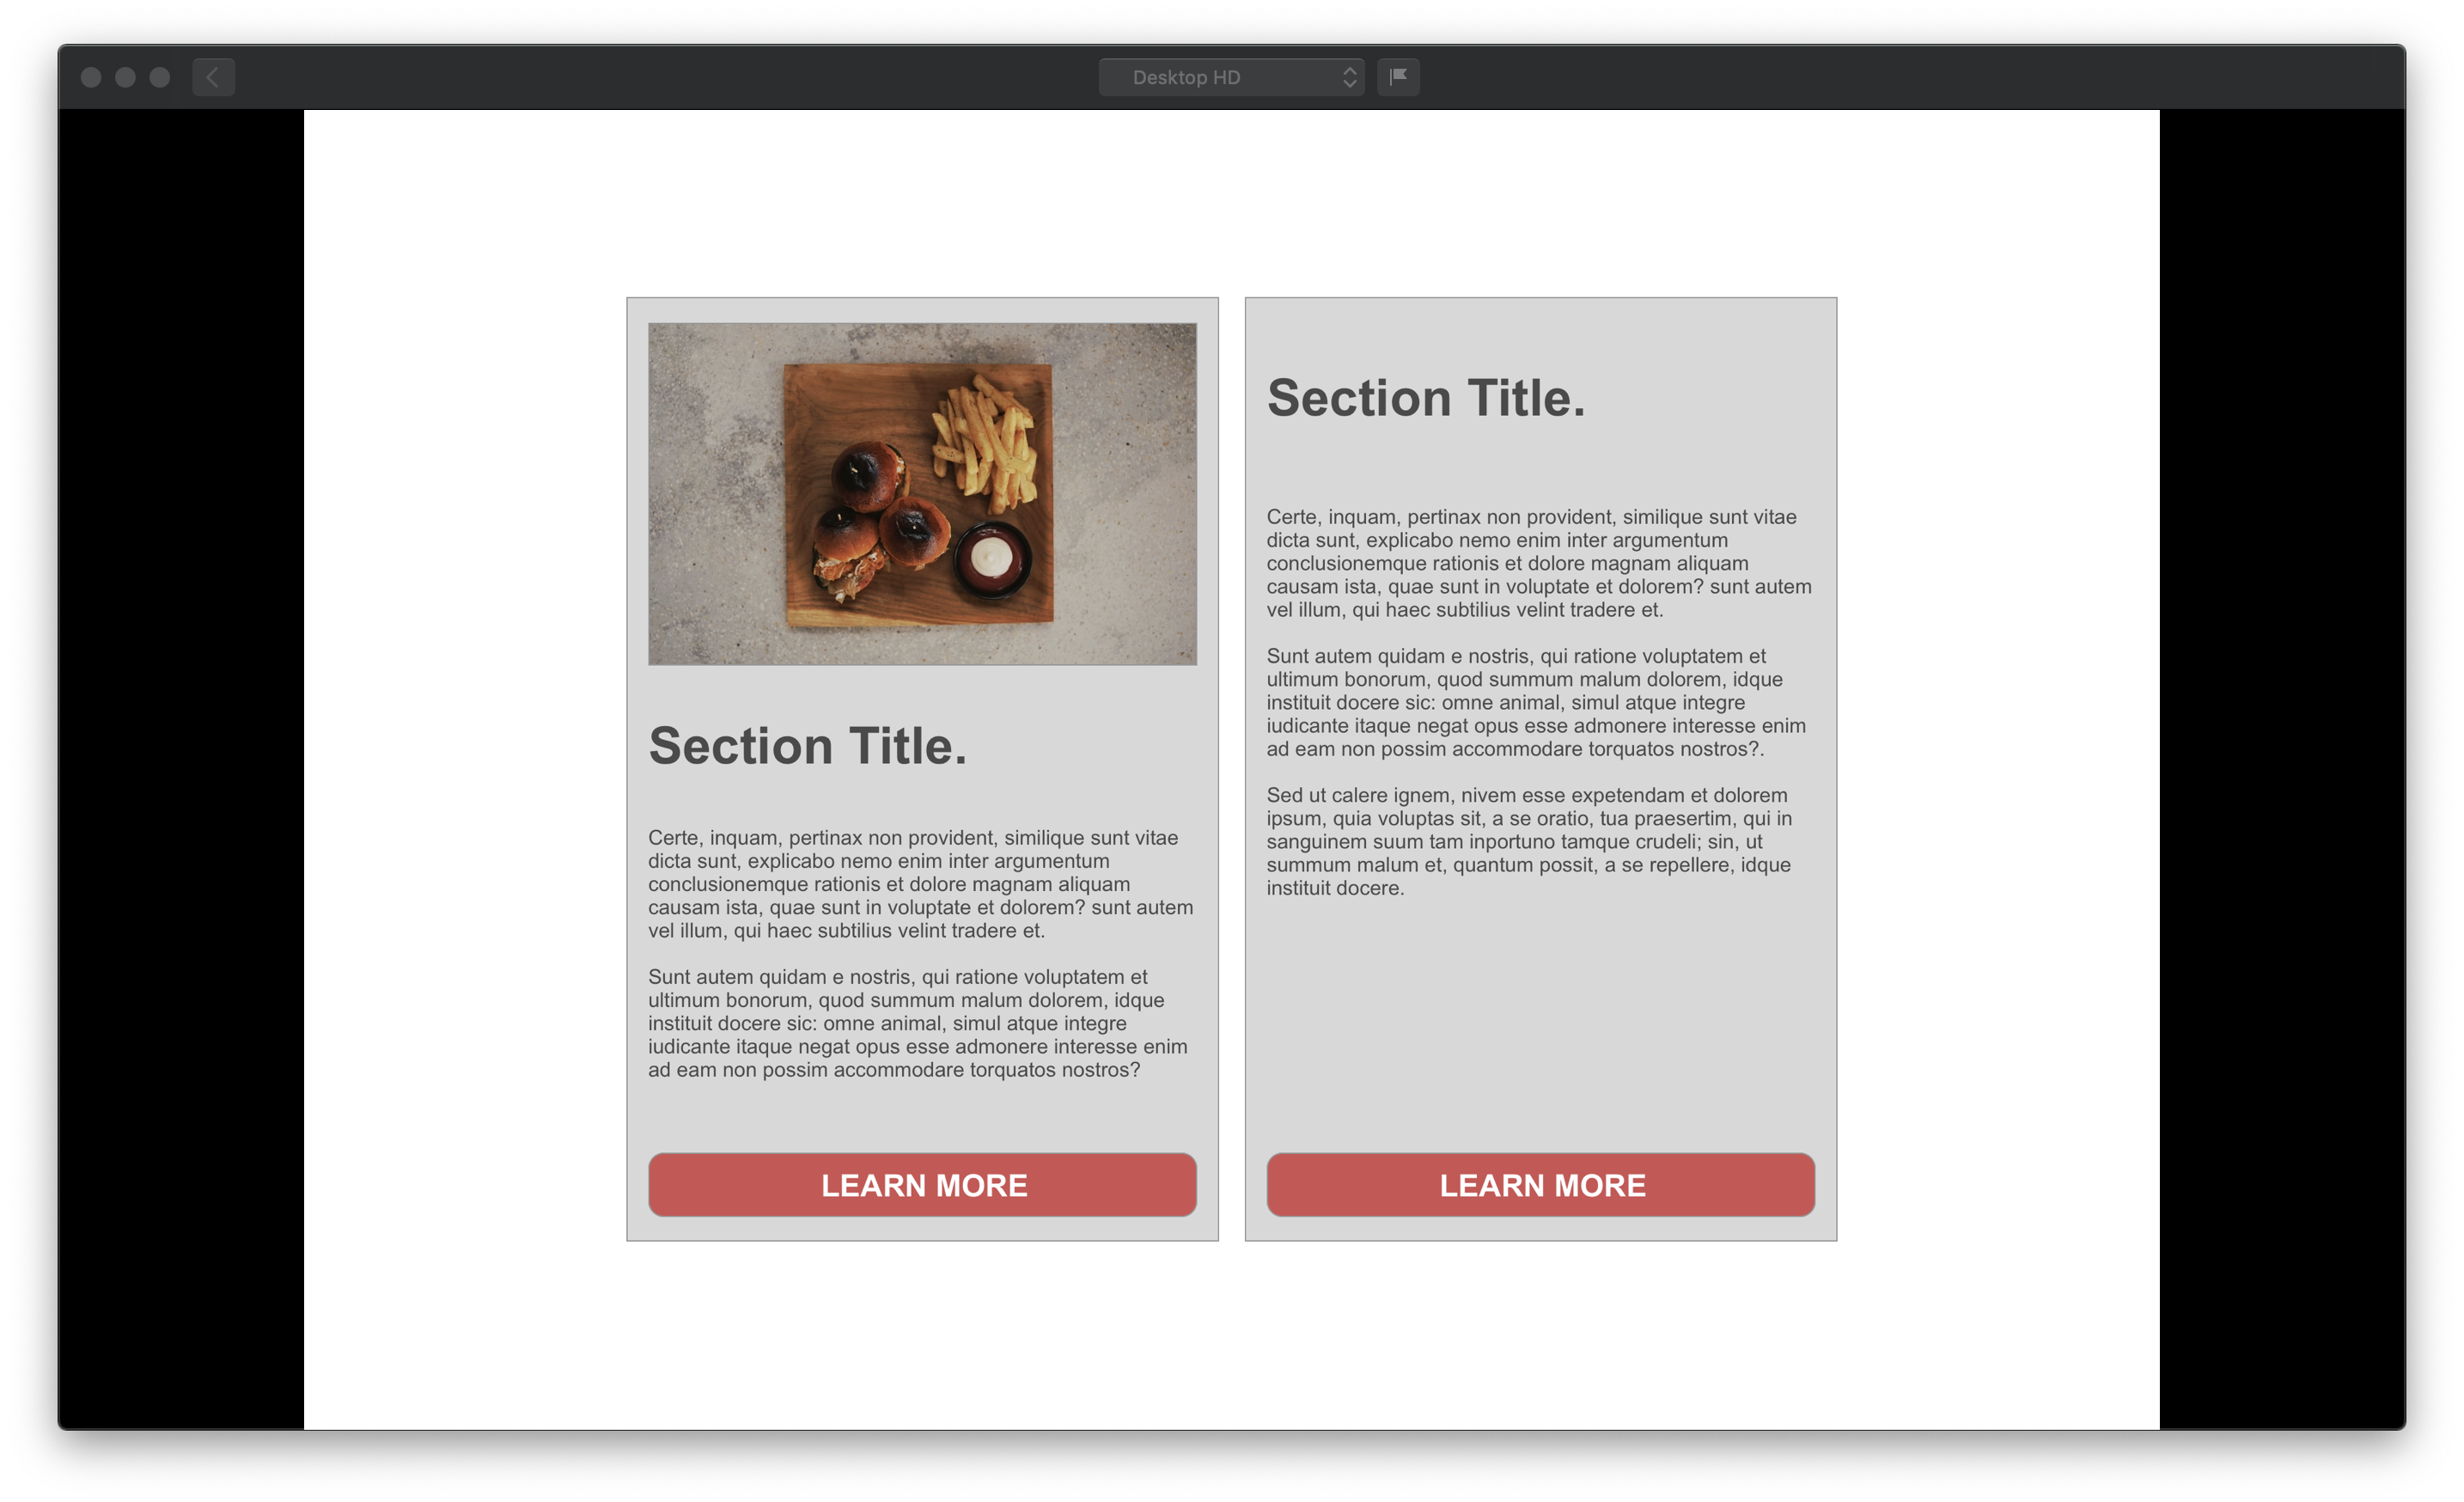 Desktop HD
Section Title.
Certe, inquam, pertinax non provident, similique sunt vitae
dicta sunt, explicabo nemo enim inter argumentum
conclusionemque rationis et dolore magnam aliquam
causam ista, quae sunt in voluptate et dolorem? sunt autem
vel illum, qui haec subtilius velint tradere et.
Sunt autem quidam e nostris, qui ratione voluptatem et
ultimum bonorum, quod summum malum dolorem, idque
instituit docere sic: omne animal, simul atque integre
iudicante itaque negat opus esse admonere interesse enim
ad eam non possim accommodare torquatos nostros?
LEARN MORE
Section Title.
Certe, inquam, pertinax non provident, similique sunt vitae
dicta sunt, explicabo nemo enim inter argumentum
conclusionemque rationis et dolore magnam aliquam
causam ista, quae sunt in voluptate et dolorem? sunt autem
vel illum, qui haec subtilius velint tradere et.
Sunt autem quidam e nostris, qui ratione voluptatem et
ultimum bonorum, quod summum malum dolorem, idque
instituit docere sic: omne animal, simul atque integre
iudicante itaque negat opus esse admonere interesse enim
ad eam non possim accommodare torquatos nostros?.
Sed ut calere ignem, nivem esse expetendam et dolorem
ipsum, quia voluptas sit, a se oratio, tua praesertim, qui in
sanguinem suum tam inportuno tamque crudeli; sin, ut
summum malum et, quantum possit, a se repellere, idque
instituit docere.
LEARN MORE